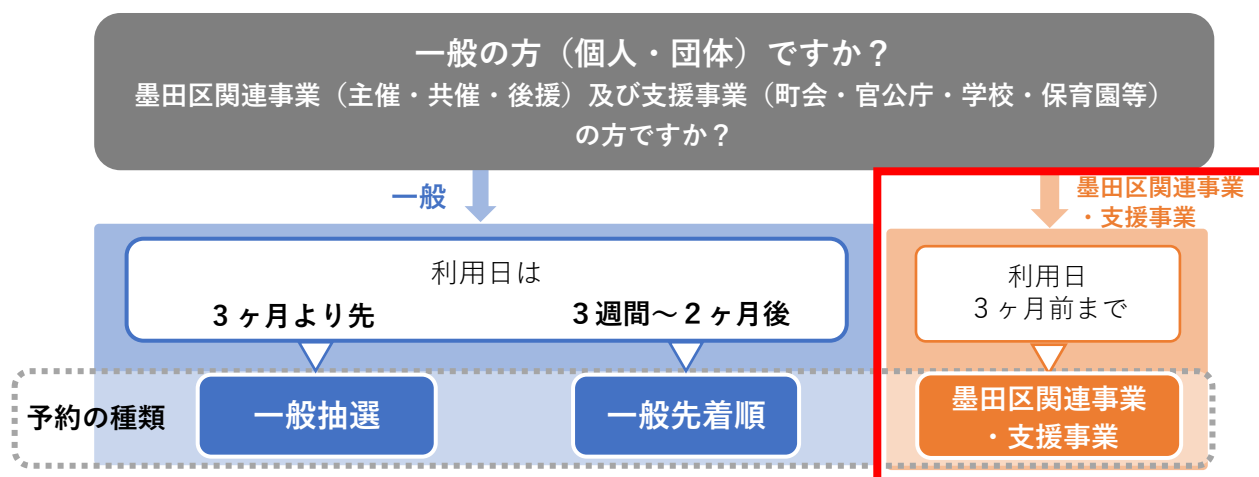 一般の方（個人・団体）ですか？
墨田区関連事業（主催・共催・後援）及び支援事業（町会・官公庁・学校・保育園等）
の方ですか？
一般
墨田区関連事業
・支援事業
利用日は
３ヶ月より先
３週間～２ヶ月後
利用日
３ヶ月前まで
予約の種類
一般抽選
一般先着順
墨田区関連事業
・支援事業